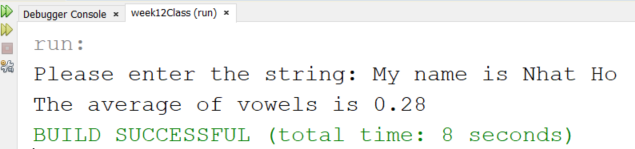 Debugger Console × week12Class (run) ×
run:
Please enter the string: My name is Nhat Ho
The average of vowels is 0.28
BUILD SUCCESSFUL (total time: 8 seconds)